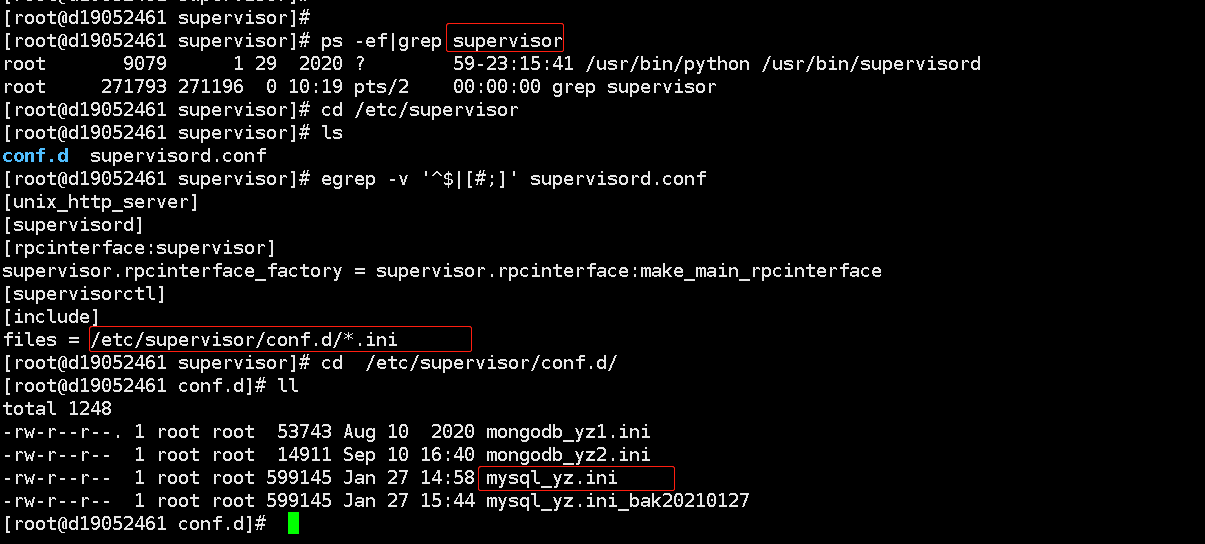 [root@d19052461 supervisor]#
[root@d19052461 supervisor]# ps -ef|grep supervisor
root       9079      1 29  2020 ?        59-23:15:41 /usr/bin/python /usr/bin/supervisord
root     271793 271196  0 10:19 pts/2    00:00:00 grep supervisor
[root@d19052461 supervisor]# cd /etc/supervisor
[root@d19052461 supervisor]# ls
conf.d  supervisord.conf
[root@d19052461 supervisor]# egrep -v '^$|[#;]' supervisord.conf
[unix_http_server]
[supervisord]
[rpcinterface:supervisor]
supervisor.rpcinterface_factory = supervisor.rpcinterface:make_main_rpcinterface
[supervisorctl]
[include]
files = /etc/supervisor/conf.d/*.ini
[root@d19052461 supervisor]# cd  /etc/supervisor/conf.d/
[root@d19052461 conf.d]# ll
total 1248
-rw-r--r--. 1 root root  53743 Aug 10  2020 mongodb_yz1.ini
-rw-r--r--  1 root root  14911 Sep 10 16:40 mongodb_yz2.ini
-rw-r--r--  1 root root 599145 Jan 27 14:58 mysql_yz.ini
-rw-r--r--  1 root root 599145 Jan 27 15:44 mysql_yz.ini_bak20210127
[root@d19052461 conf.d]#